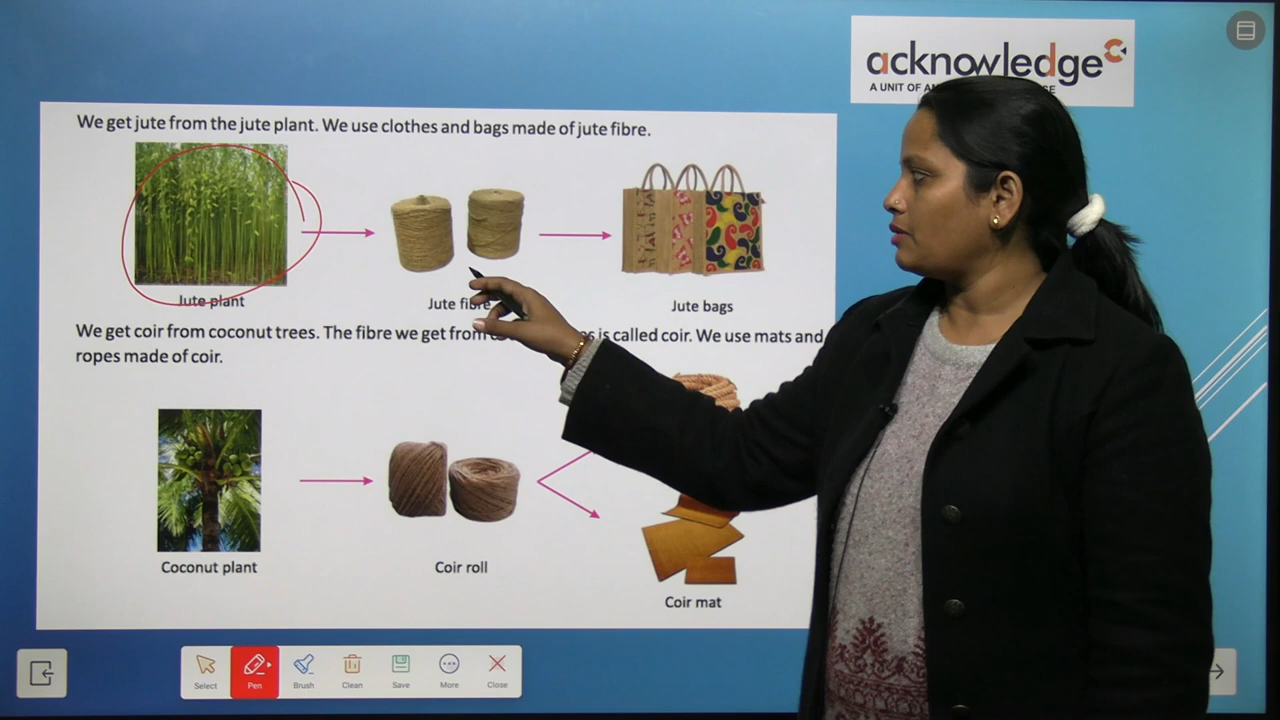 acknowledge
A UNIT OF
We get jute from the jute plant. We use clothes and bags made of jute fibre.
Jute plant
Jute fibre
Jute bags
We get coir from coconut trees. The fibre we get from is called coir. We use mats and
ropes made of coir.
Coconut plant
Coir roll
Coir mat
Select
Pen
Brush
Clean
Save
More
Close